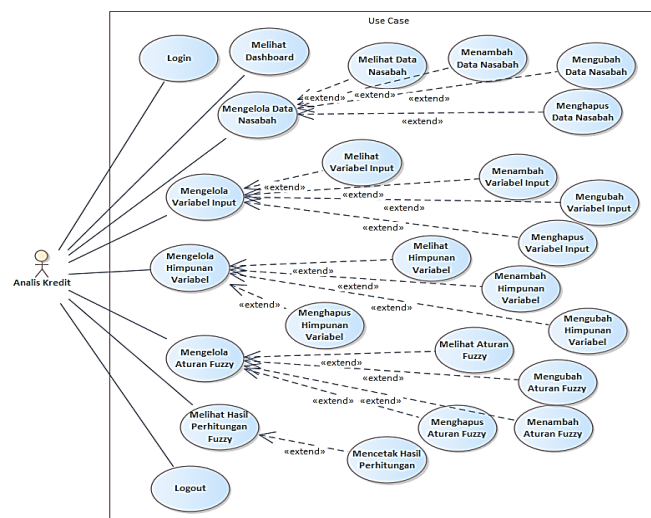 Use Case
Login
Melihat
Dashboard
Melihat Data
Nasabah
Menambah
Data Nasabah
Mengubah
Data Nasabah
Mengelola Data
Nasabah
«extend»
«extend»
«extend»
Menghapus
Data Nasabah
«extend»
Melihat
Variabel Input
Mengelola
Variabel Input
«extend»
«extend»
Menambah
Variabel Input
«extend»
Mengubah
Variabel Input
«extend»
Menghapus
Variabel Input
Analis Kredit
Mengelola
Himpunan
Variabel
«extend»
Melihat
Himpunan
Variabel
«extend»
Menambah
Himpunan
Variabel
«extend»
Menghapus
Himpunan
Variabel
«extend»
Mengubah
Himpunan
Variabel
Mengelola
Aturan Fuzzy
«extend»
Melihat Aturan
Fuzzy
«extend»
Mengubah
Aturan Fuzzy
«extend»
«extend»
Menghapus
Aturan Fuzzy
Menambah
Aturan Fuzzy
Melihat Hasil
Perhitungan
Fuzzy
«extend»
Mencetak Hasil
Perhitungan
Logout